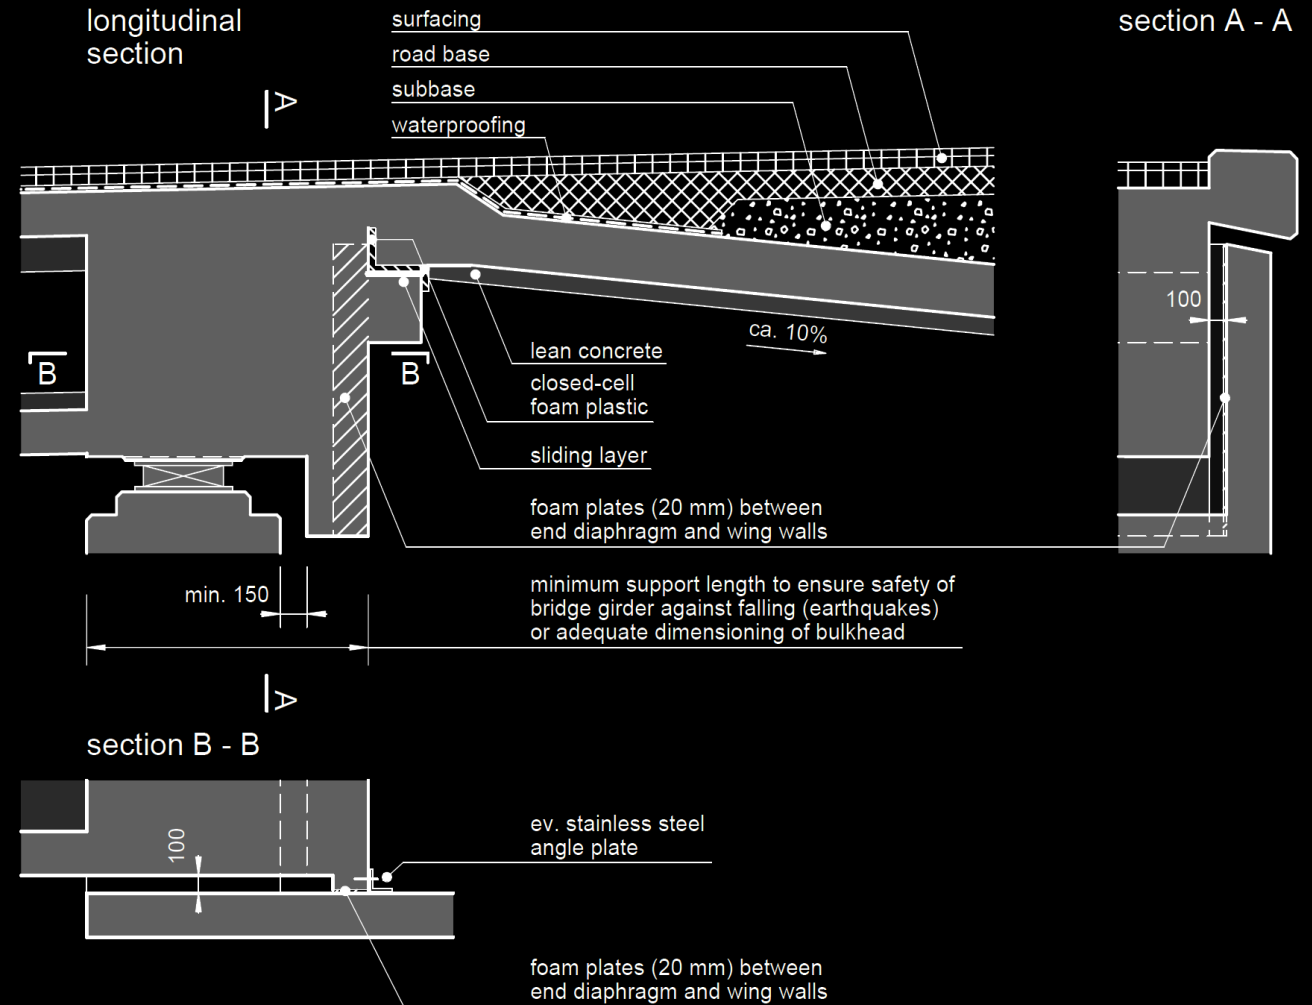 longitudinal
section
section A - A
surfacing
road base
subbase
waterproofing
A
100
ca. 10%
B
B
lean concrete
closed-cell
foam plastic
sliding layer
foam plates (20 mm) between
end diaphragm and wing walls
min. 150
minimum support length to ensure safety of
bridge girder against falling (earthquakes)
or adequate dimensioning of bulkhead
A
section B - B
100
ev. stainless steel
angle plate
foam plates (20 mm) between
end diaphragm and wing walls